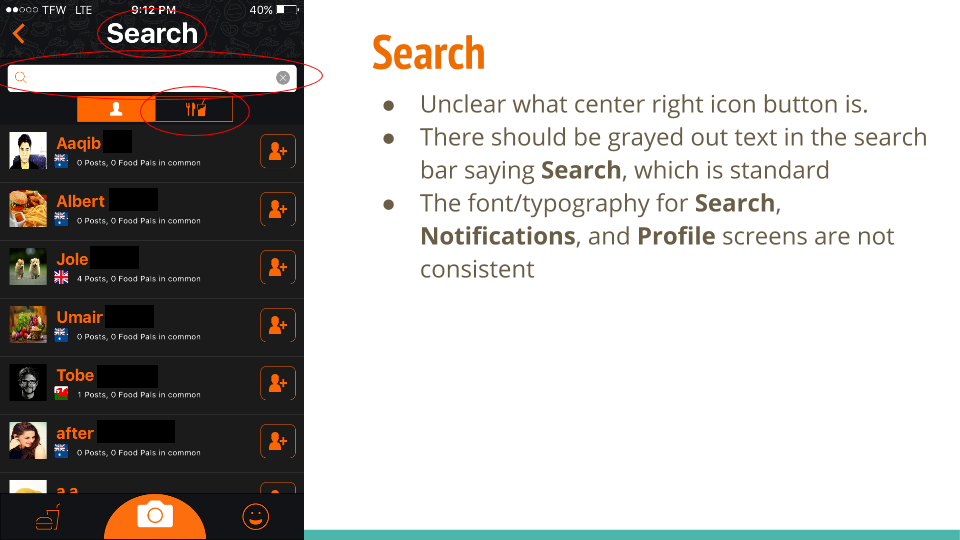 TFW LTE 9:12 PM 40%
Search
Aaqib
0 Posts, 0 Food Pals in common
Albert
0 Posts, 0 Food Pals in common
Jole
4 Posts, 0 Food Pals in common
Umair
0 Posts, 0 Food Pals in common
Tobe
1 Posts, 0 Food Pals in common
after
0 Posts, 0 Food Pals in common
a a
Search
● Unclear what center right icon button is.
● There should be grayed out text in the search
bar saying Search, which is standard
● The font/typography for Search,
Notifications, and Profile screens are not
consistent